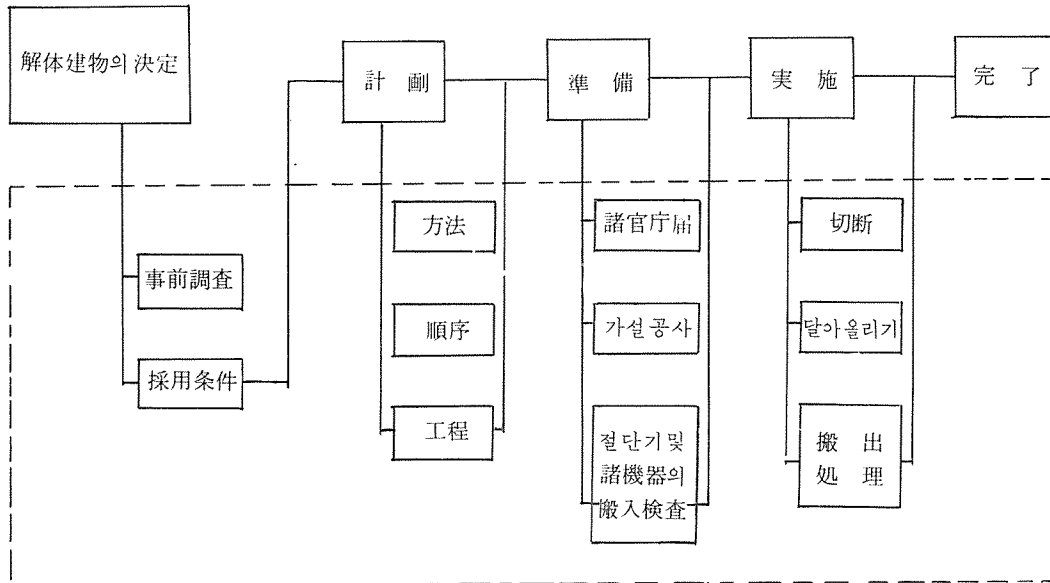 解体建物의 決定
計 画
準 備
実 施
完 了
方法
諸官庁届
切断
事前調査
順序
가설공사
달아올리기
採用条件
工程
절단기및
諸機器의
搬入検査
搬 出
処 理